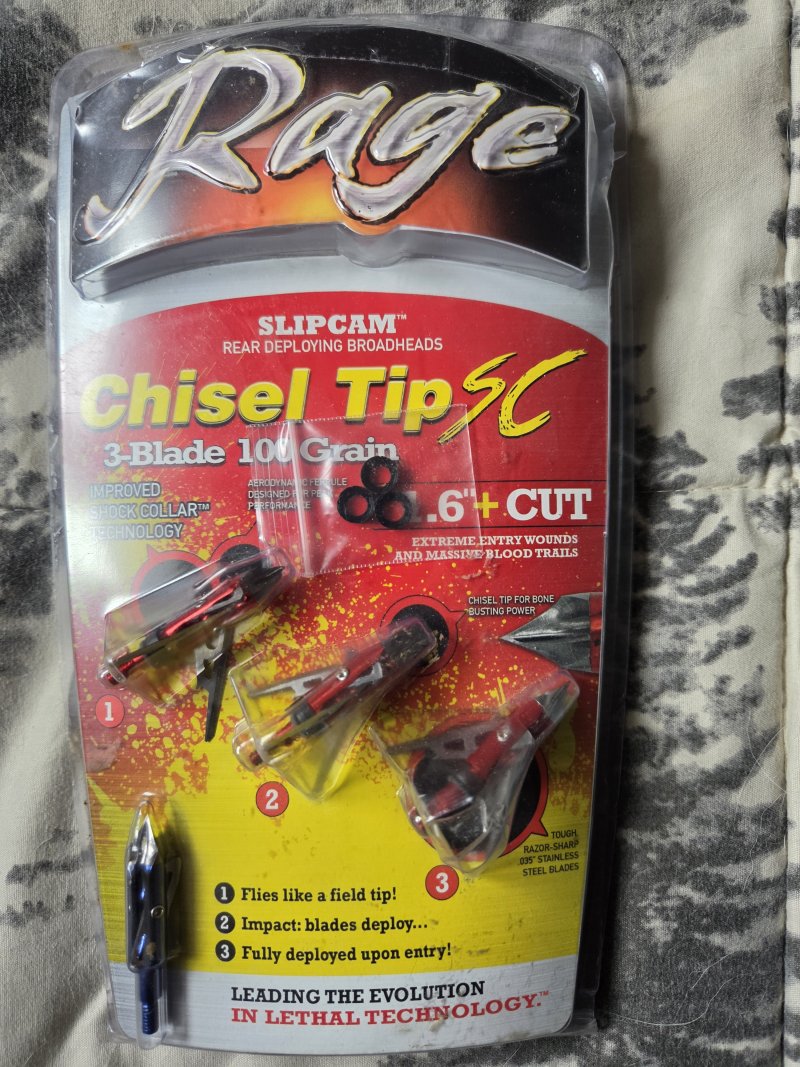 Rage
SLIPCAM™
REAR DEPLOYING BROADHEADS
Chisel Tip SC
3-Blade 100 Grain
IMPROVED
SHOCK COLLAR™
TECHNOLOGY
AERODYNAMIC FERRULE
DESIGNED FOR PEAK
PERFORMANCE
.6"+ CUT
EXTREME ENTRY WOUNDS
AND MASSIVE BLOOD TRAILS
CHISEL TIP FOR BONE
BUSTING POWER
1
2
3
TOUGH,
RAZOR-SHARP
.035" STAINLESS
STEEL BLADES
1 Flies like a field tip!
2 Impact: blades deploy...
3 Fully deployed upon entry!
LEADING THE EVOLUTION
IN LETHAL TECHNOLOGY.™